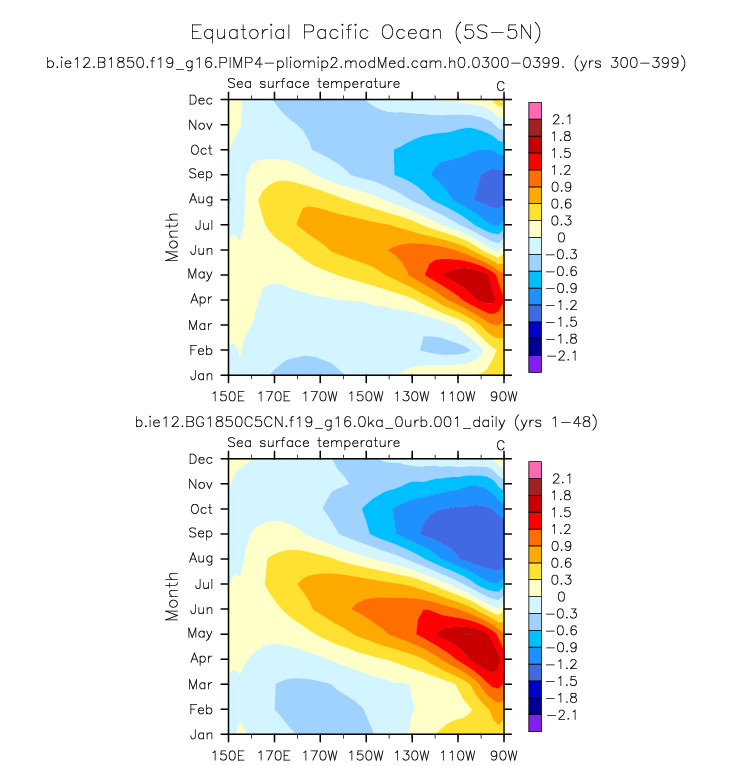 Equatorial Pacific Ocean (5S-5N)
b.ie12.B1850.f19_g16.PIMP4-pliomip2.modMed.cam.h0.0300-0399. (yrs 300-399)
Sea surface temperature C
Dec
Nov
Oct
Sep
Aug
Jul
Jun
May
Apr
Mar
Feb
Jan
Month
150E 170E 170W 150W 130W 110W 90W
2.1
1.8
1.5
1.2
0.9
0.6
0.3
0
-0.3
-0.6
-0.9
-1.2
-1.5
-1.8
-2.1
b.ie12.BG1850C5CN.f19_g16.0ka_0urb.001_daily (yrs 1-48)
Sea surface temperature C
Dec
Nov
Oct
Sep
Aug
Jul
Jun
May
Apr
Mar
Feb
Jan
Month
150E 170E 170W 150W 130W 110W 90W
2.1
1.8
1.5
1.2
0.9
0.6
0.3
0
-0.3
-0.6
-0.9
-1.2
-1.5
-1.8
-2.1